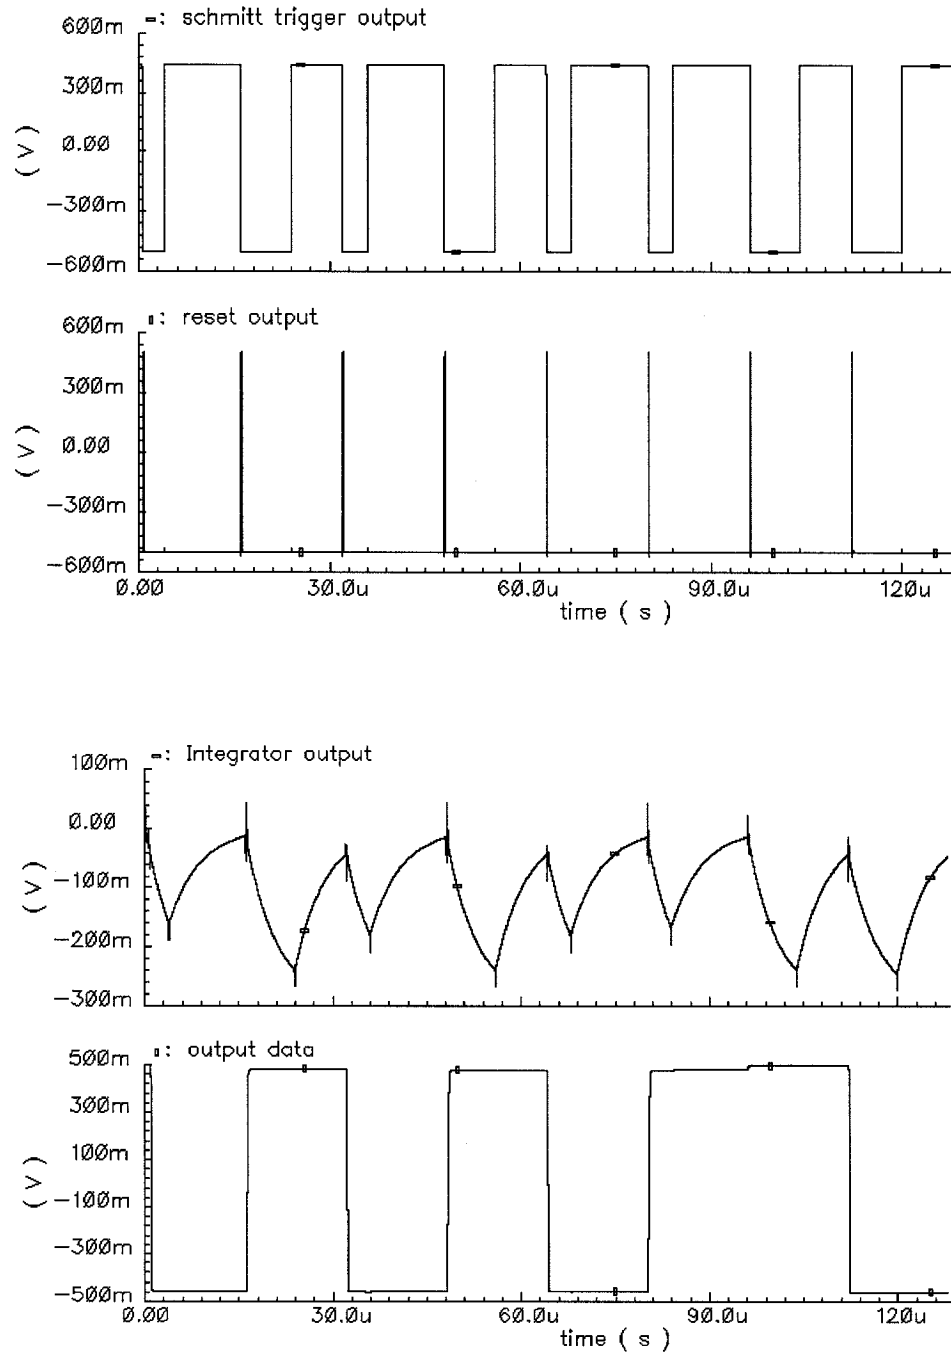 schmitt trigger output
600m
300m
0.00
-300m
-600m
(V)
reset output
600m
300m
0.00
-300m
-600m
(V)
0.00 30.0u 60.0u 90.0u 120u
time ( s )
Integrator output
100m
0.00
-100m
-200m
-300m
(V)
output data
500m
300m
100m
-100m
-300m
-500m
(V)
0.00 30.0u 60.0u 90.0u 120u
time ( s )